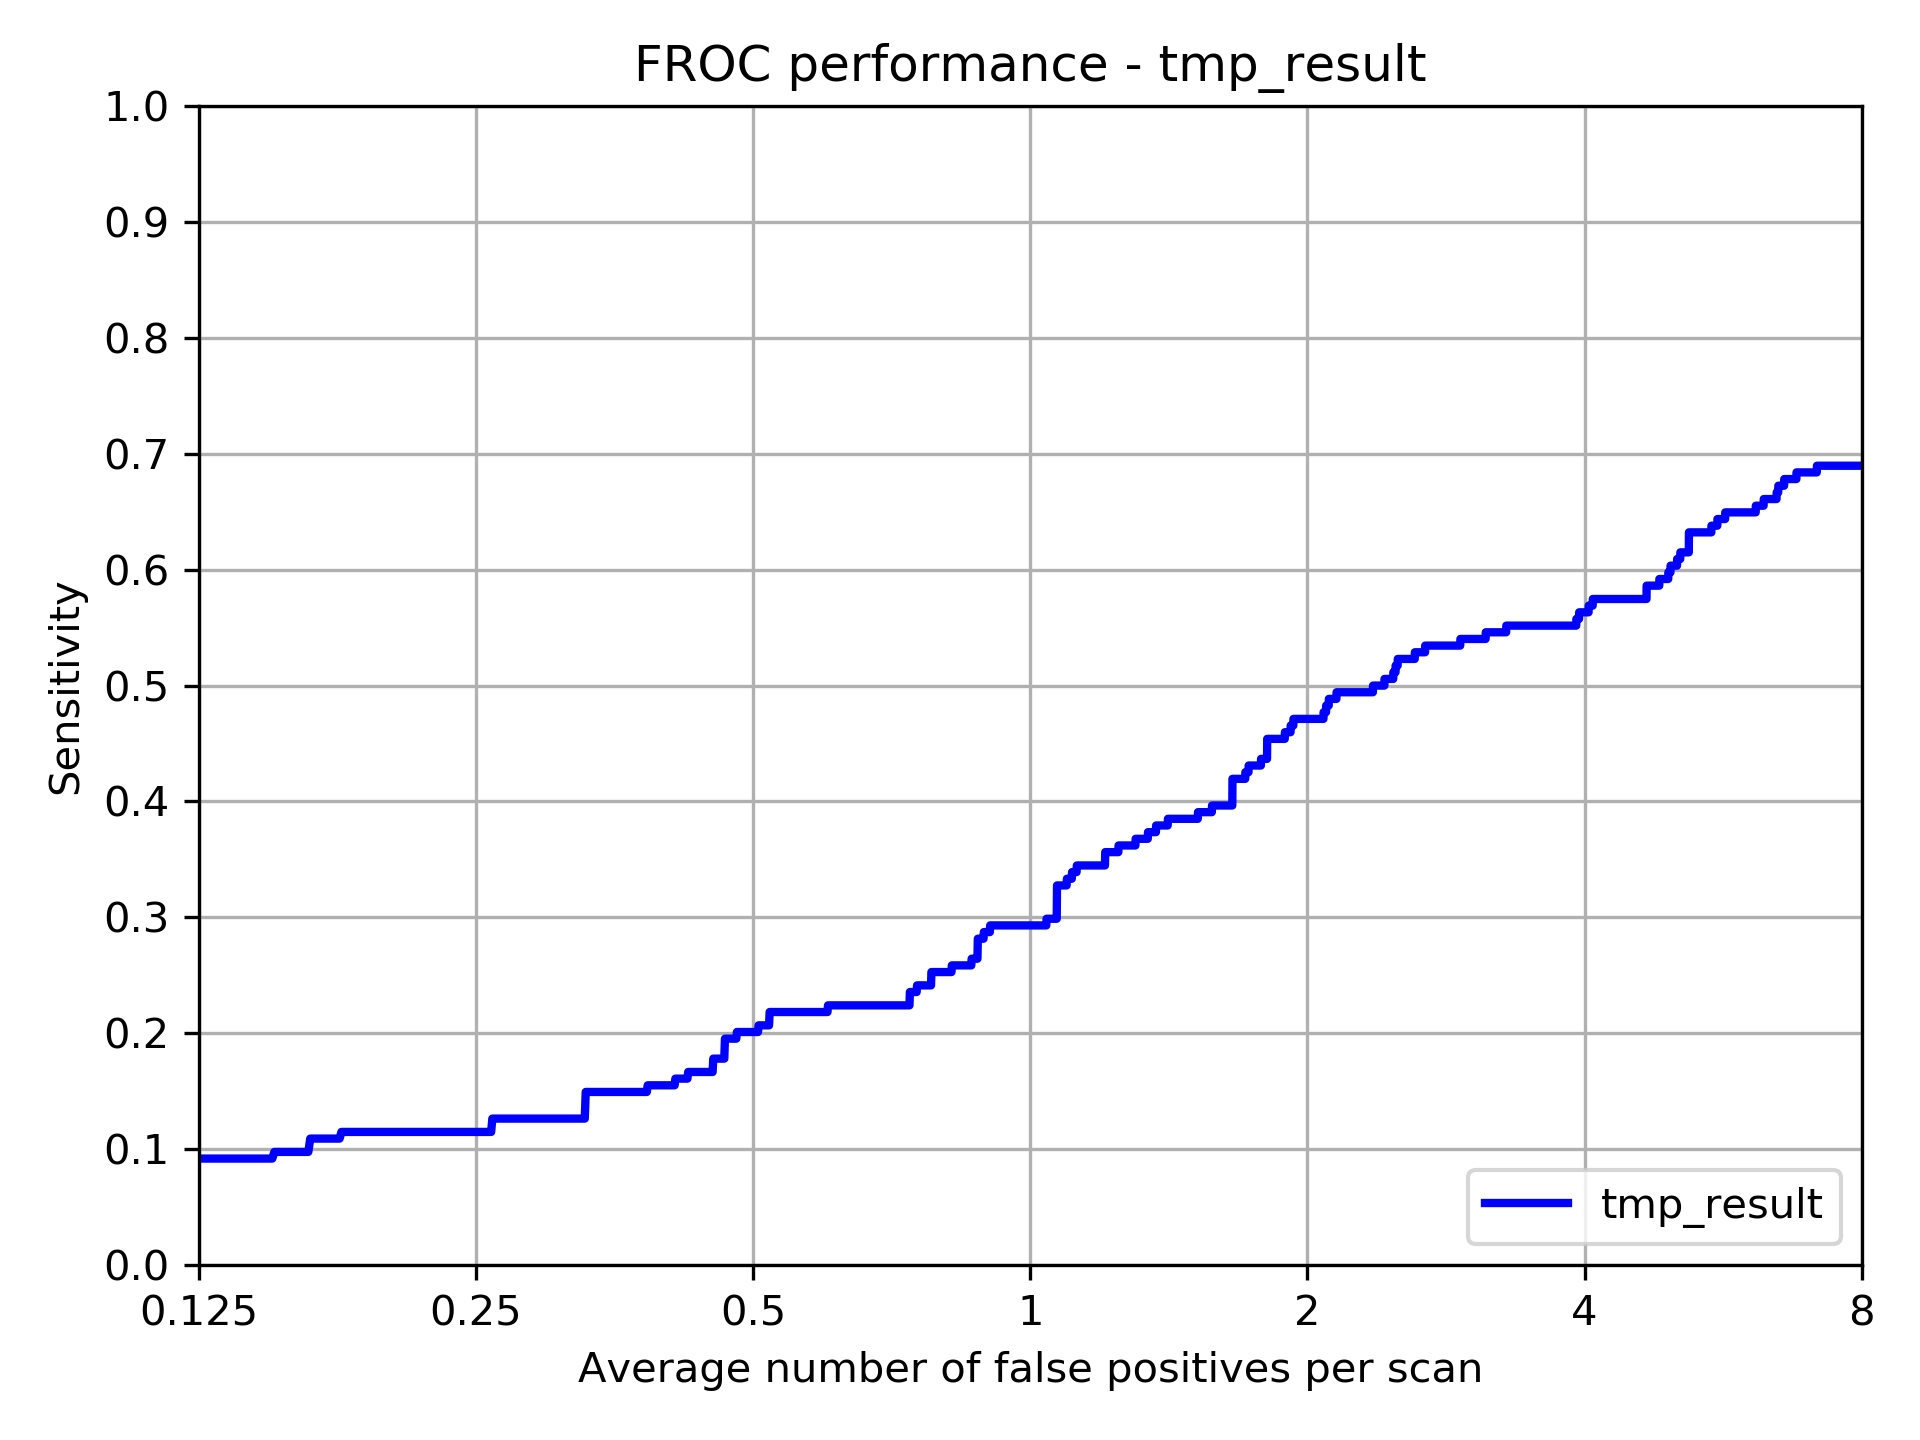 FROC performance - tmp_result
1.0
0.9
0.8
0.7
0.6
0.5
0.4
0.3
0.2
0.1
0.0
Sensitivity
tmp_result
0.125 0.25 0.5 1 2 4 8
Average number of false positives per scan